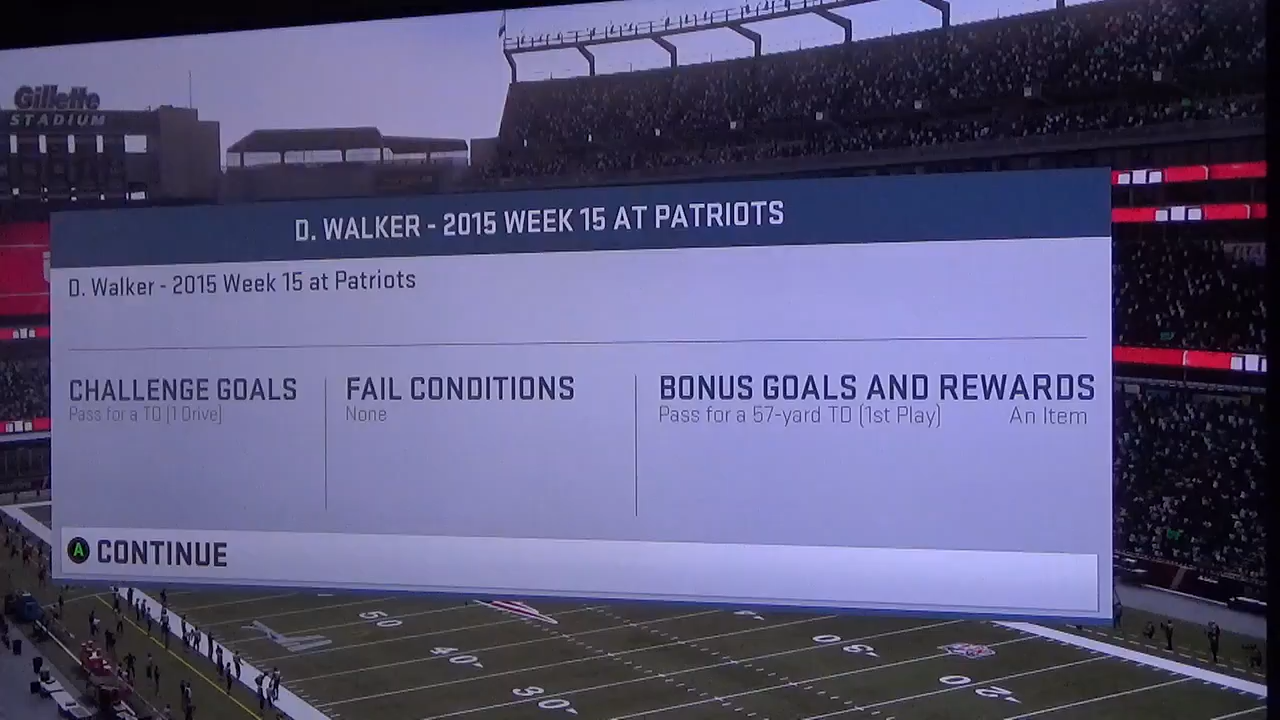 Gillette
STADIUM
D. WALKER - 2015 WEEK 15 AT PATRIOTS
D. Walker - 2015 Week 15 at Patriots
CHALLENGE GOALS
Pass for a TD (1 Drive)
FAIL CONDITIONS
None
BONUS GOALS AND REWARDS
Pass for a 57-yard TD (1st Play) An Item
A CONTINUE
50
40
30
30
20